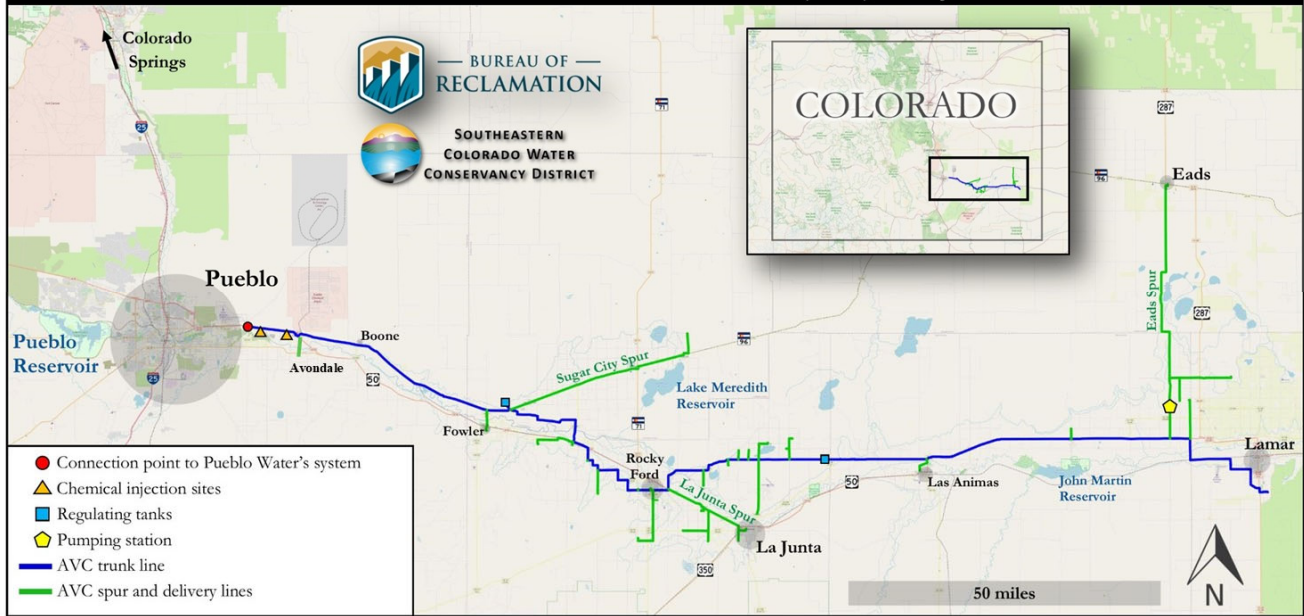 Colorado
Springs
BUREAU OF
RECLAMATION
SOUTHEASTERN
COLORADO WATER
CONSERVANCY DISTRICT
COLORADO
25
71
287
96
Eads
Pueblo
Pueblo
Reservoir
25
Boone
Avondale
50
Sugar City Spur
96
Lake Meredith
Reservoir
Eads Spur
287
Fowler
71
Rocky
Ford
La Junta Spur
La Junta
350
50
Las Animas
John Martin
Reservoir
Lamar
Connection point to Pueblo Water's system
Chemical injection sites
Regulating tanks
Pumping station
AVC trunk line
AVC spur and delivery lines
50 miles
N